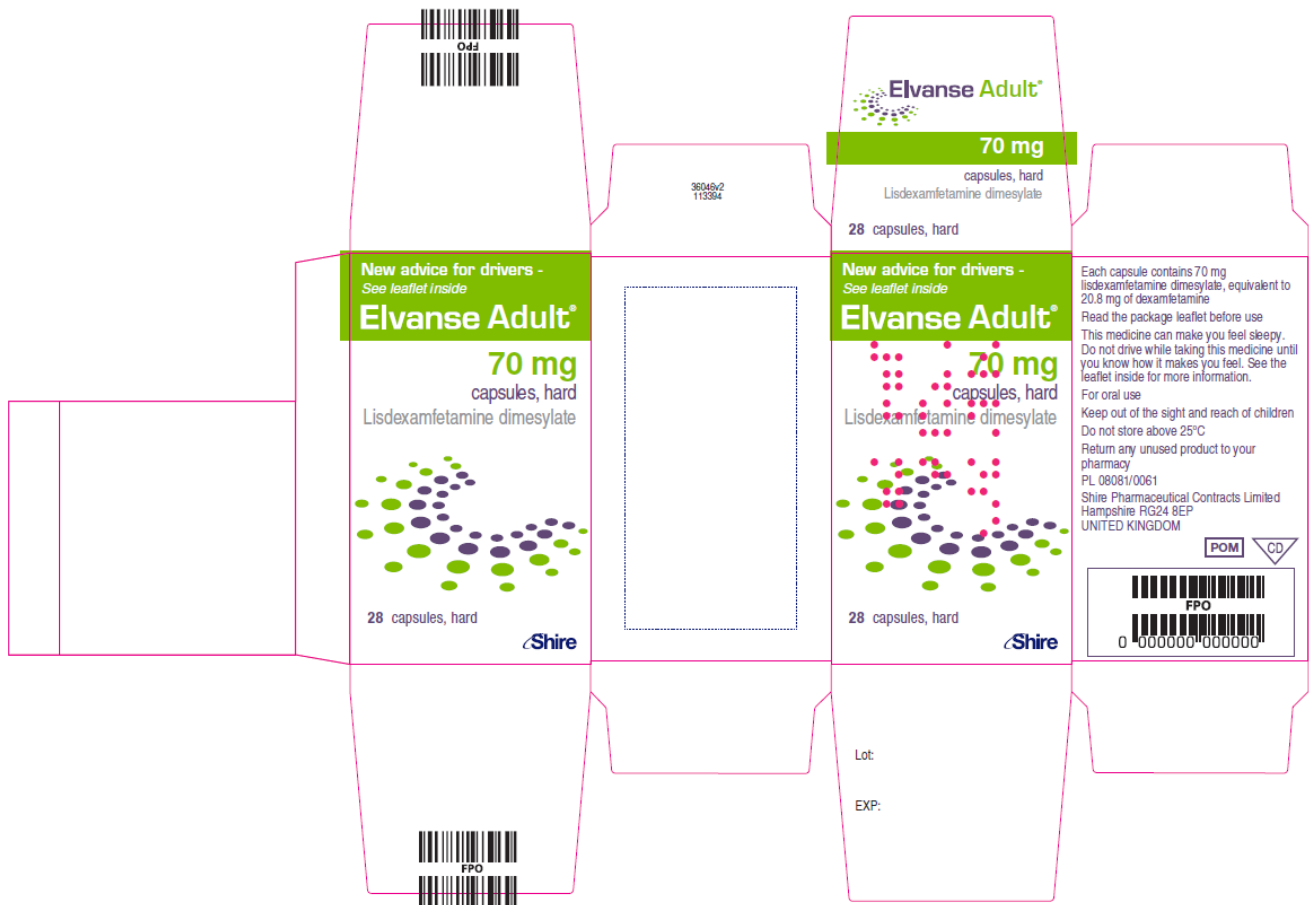 FPO
Elvanse Adult®
70 mg
capsules, hard
Lisdexamfetamine dimesylate
28 capsules, hard
36046v2
113394
New advice for drivers -
See leaflet inside
Elvanse Adult®
70 mg
capsules, hard
Lisdexamfetamine dimesylate
28 capsules, hard
Shire
New advice for drivers -
See leaflet inside
Elvanse Adult®
70 mg
capsules, hard
Lisdexamfetamine dimesylate
28 capsules, hard
Shire
Each capsule contains 70 mg
lisdexamfetamine dimesylate, equivalent to
20.8 mg of dexamfetamine
Read the package leaflet before use
This medicine can make you feel sleepy.
Do not drive while taking this medicine until
you know how it makes you feel. See the
leaflet inside for more information.
For oral use
Keep out of the sight and reach of children
Do not store above 25°C
Return any unused product to your
pharmacy
PL 08081/0061
Shire Pharmaceutical Contracts Limited
Hampshire RG24 8EP
UNITED KINGDOM
POM CD
FPO
0 000000 000000
Lot:
EXP:
FPO